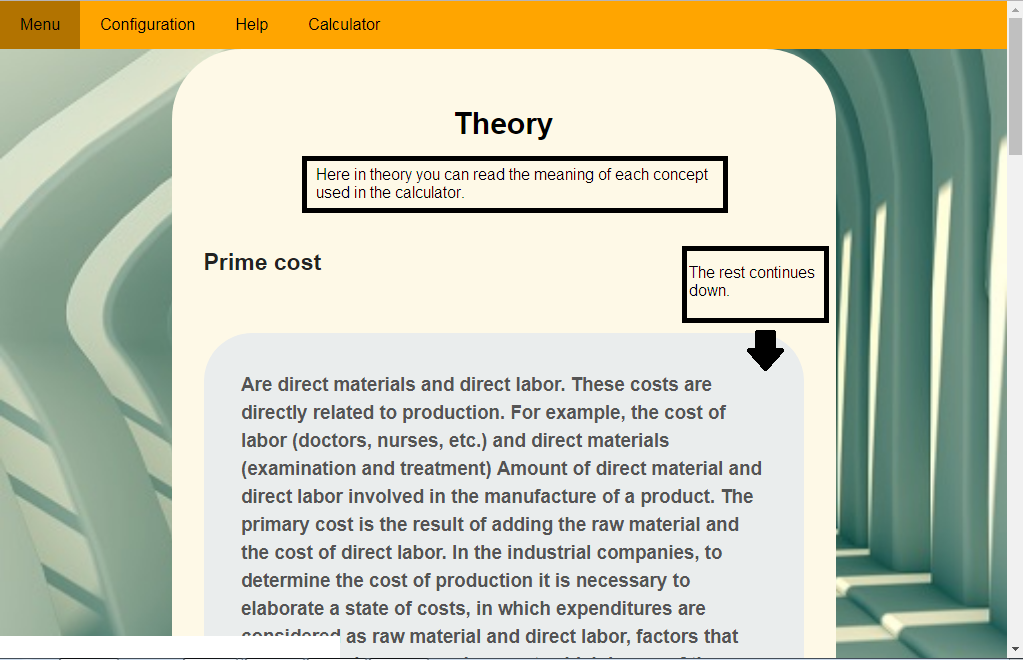 Menu Configuration Help Calculator
Theory
Here in theory you can read the meaning of each concept
used in the calculator.
Prime cost
The rest continues
down.
Are direct materials and direct labor. These costs are
directly related to production. For example, the cost of
labor (doctors, nurses, etc.) and direct materials
(examination and treatment) Amount of direct material and
direct labor involved in the manufacture of a product. The
primary cost is the result of adding the raw material and
the cost of direct labor. In the industrial companies, to
determine the cost of production it is necessary to
elaborate a state of costs, in which expenditures are
considered as raw material and direct labor, factors that